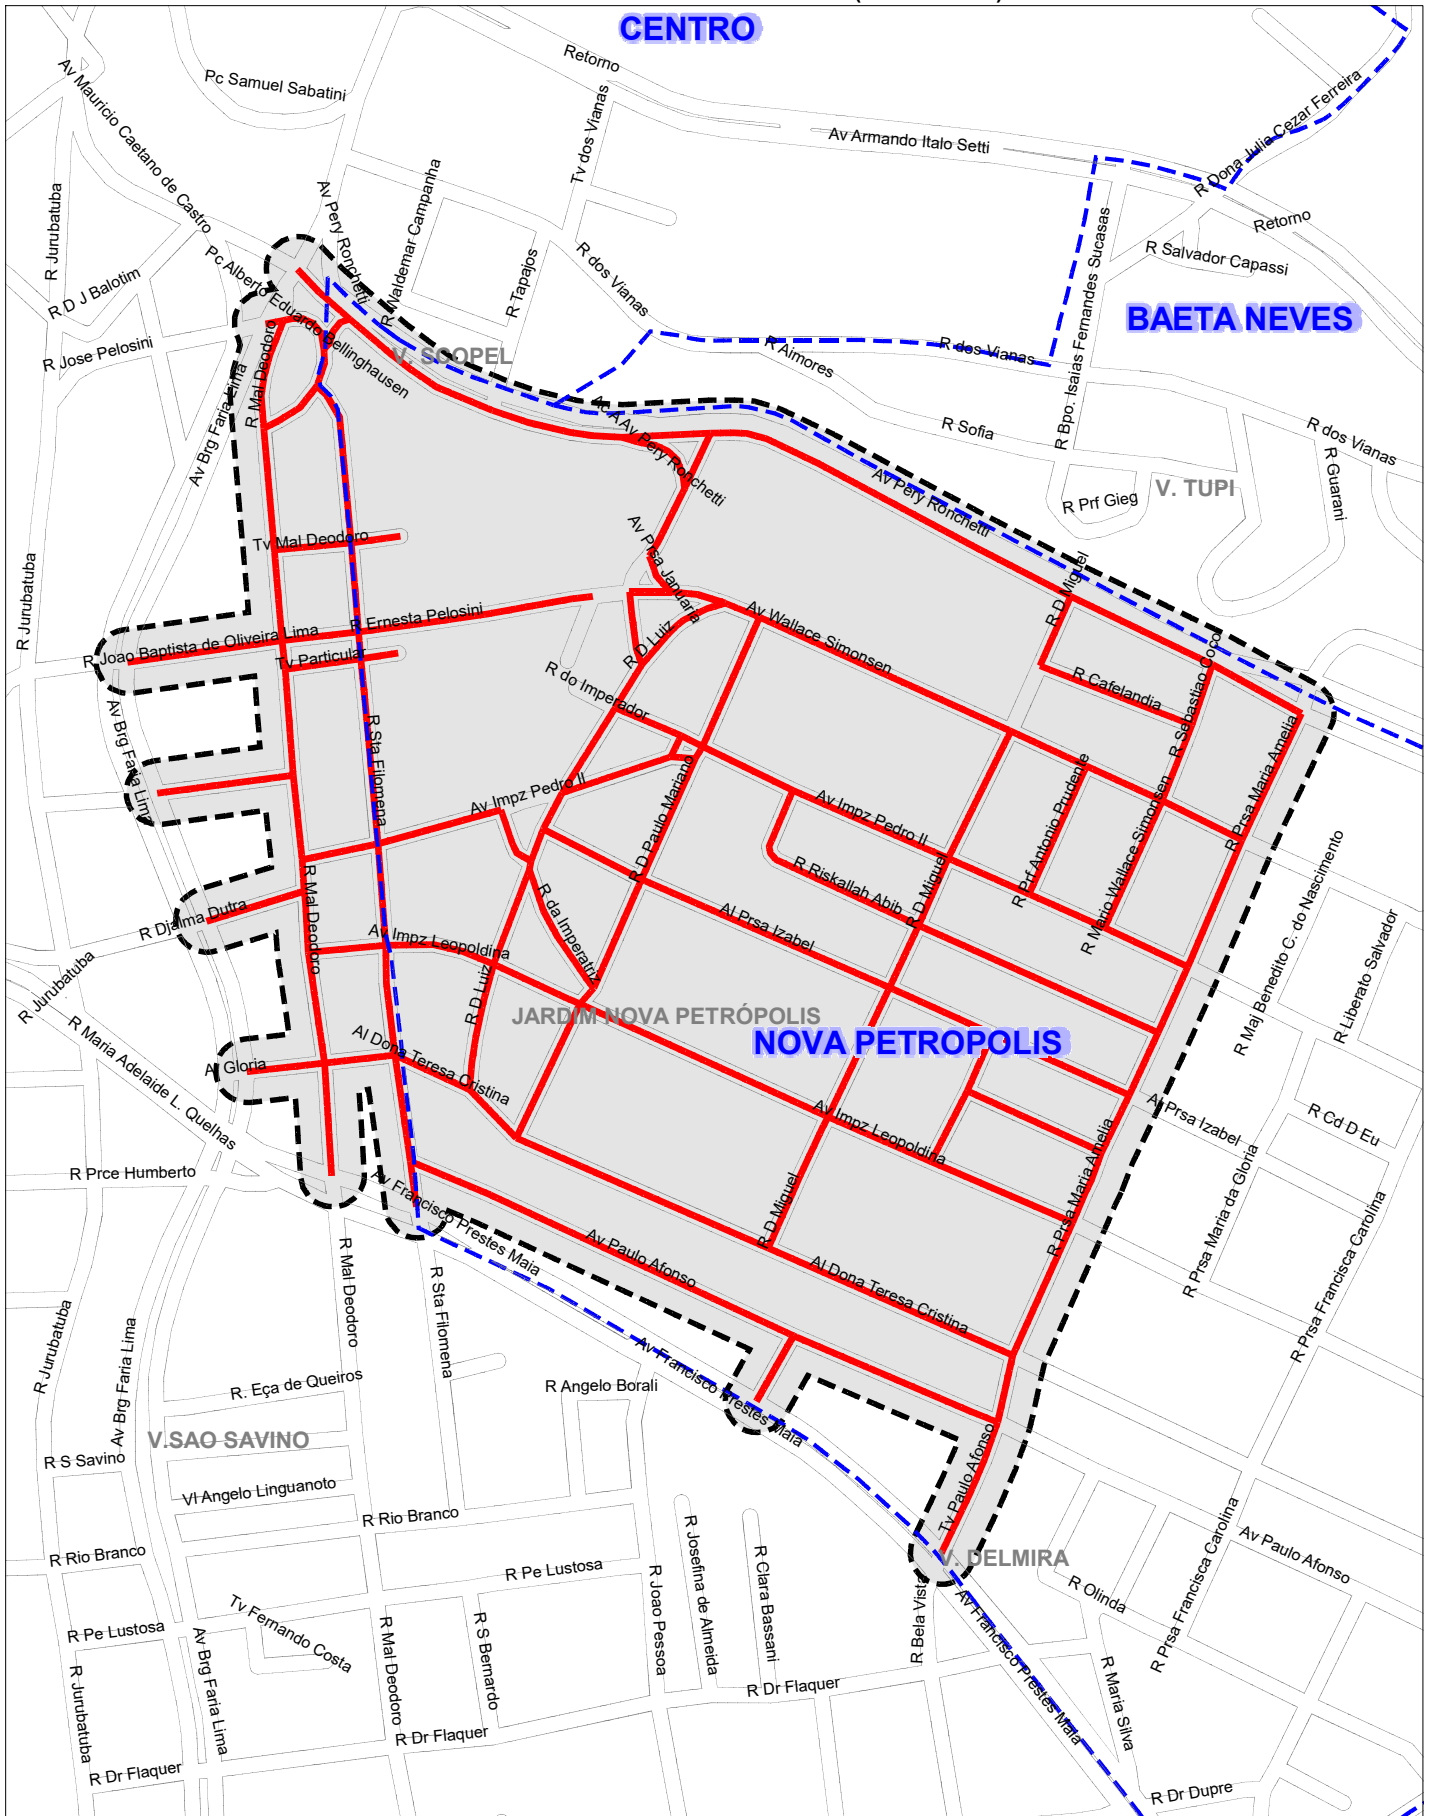 CENTRO
Retorno
Av Mauricio Caetano de Castro
Pc Samuel Sabatini
R Dona Julia Cezar Ferreira
Tv dos Vianas
Av Armando Italo Setti
R Jurubatuba
Av Pery Ronchetti
R Waldemar Campanha
Retorno
R Salvador Capassi
R Bpo. Isaias Fernandes Sucasas
R dos Vianas
R Tapajos
Pc Alberto Eduardo Bellinghausen
R D J Balotim
BAETA NEVES
R Jose Pelosini
V. SCOPEL
R Aimores
R dos Vianas
R Mal Deodoro
Av Brg Faria Lima
Ac A Av Pery Ronchetti
R Sofia
R dos Vianas
R Guarani
V. TUPI
R Prf Gieg
Av Pery Ronchetti
Tv Mal Deodoro
Av Prsa Januaria
R Jurubatuba
R D Miguel
R Ernesta Pelosini
Av Wallace Simonsen
R Joao Baptista de Oliveira Lima
Tv Particular
R D Luiz
R do Imperador
R Cafelandia
R Sebastiao Coco
Av Brg Faria Lima
R Sta Filomena
R Prsa Maria Amelia
R D Paulo Mariano
Av Impz Pedro II
Av Impz Pedro II
R Prf Antonio Prudente
R Mario Wallace Simonsen
R Riskallah Abib
R D Miguel
R Maj Benedito C. do Nascimento
R Mal Deodoro
R Djalma Dutra
R da Imperatriz
Al Prsa Izabel
R Liberato Salvador
Av Impz Leopoldina
R Jurubatuba
R D Luiz
JARDIM NOVA PETRÓPOLIS
NOVA PETROPOLIS
R Maria Adelaide L. Quelhas
Al Gloria
Al Dona Teresa Cristina
Av Impz Leopoldina
Al Prsa Izabel
R Cd D Eu
R Prsa Maria Amelia
R Prce Humberto
Av Francisco Prestes Maia
R D Miguel
R Prsa Maria da Gloria
R Prsa Francisca Carolina
R Mal Deodoro
R Sta Filomena
Av Paulo Afonso
Al Dona Teresa Cristina
R Jurubatuba
Av Brg Faria Lima
R. Eça de Queiros
R Angelo Borali
Av Francisco Prestes Maia
V.SAO SAVINO
R S Savino
Vl Angelo Linguanoto
R Rio Branco
Tv Paulo Afonso
R Rio Branco
R Josefina de Almeida
R Clara Bassani
V. DELMIRA
R Prsa Francisca Carolina
Av Paulo Afonso
R Pe Lustosa
R Joao Pessoa
R Bela Vista
Av Francisco Prestes Maia
R Olinda
Tv Fernando Costa
R Pe Lustosa
R Mal Deodoro
R S Bernardo
R Jurubatuba
Av Brg Faria Lima
R Dr Flaquer
R Maria Silva
R Dr Flaquer
R Dr Flaquer
R Dr Dupre